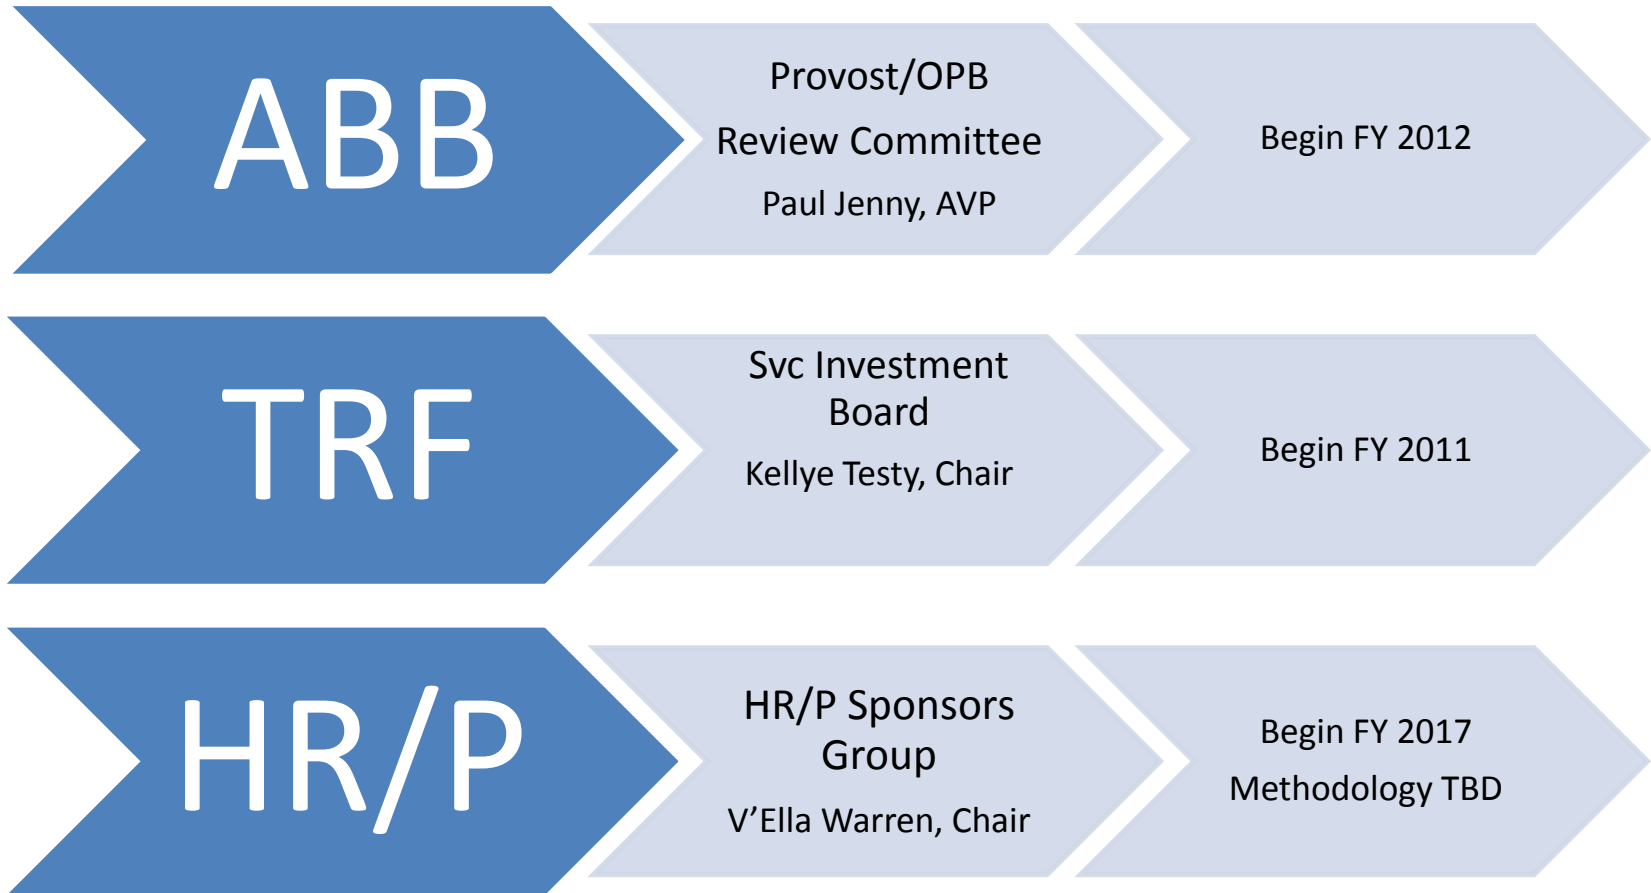 ABB
Provost/OPB
Review Committee
Paul Jenny, AVP
Begin FY 2012
TRF
Svc Investment
Board
Kellye Testy, Chair
Begin FY 2011
HR/P
HR/P Sponsors
Group
V’Ella Warren, Chair
Begin FY 2017
Methodology TBD